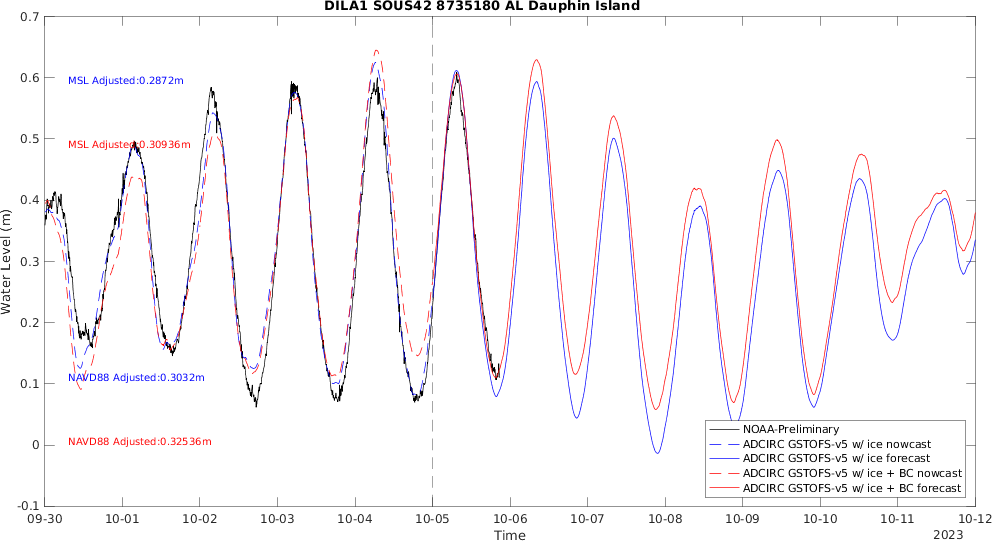 DILA1 SOUS42 8735180 AL Dauphin Island
0.7
0.6
0.5
0.4
0.3
0.2
0.1
0
-0.1
Water Level (m)
MSL Adjusted:0.2872m
MSL Adjusted:0.30936m
NAVD88 Adjusted:0.3032m
NAVD88 Adjusted:0.32536m
NOAA-Preliminary
ADCIRC GSTOFS-v5 w/ ice nowcast
ADCIRC GSTOFS-v5 w/ ice forecast
ADCIRC GSTOFS-v5 w/ ice + BC nowcast
ADCIRC GSTOFS-v5 w/ ice + BC forecast
09-30 10-01 10-02 10-03 10-04 10-05 10-06 10-07 10-08 10-09 10-10 10-11 10-12
Time
2023